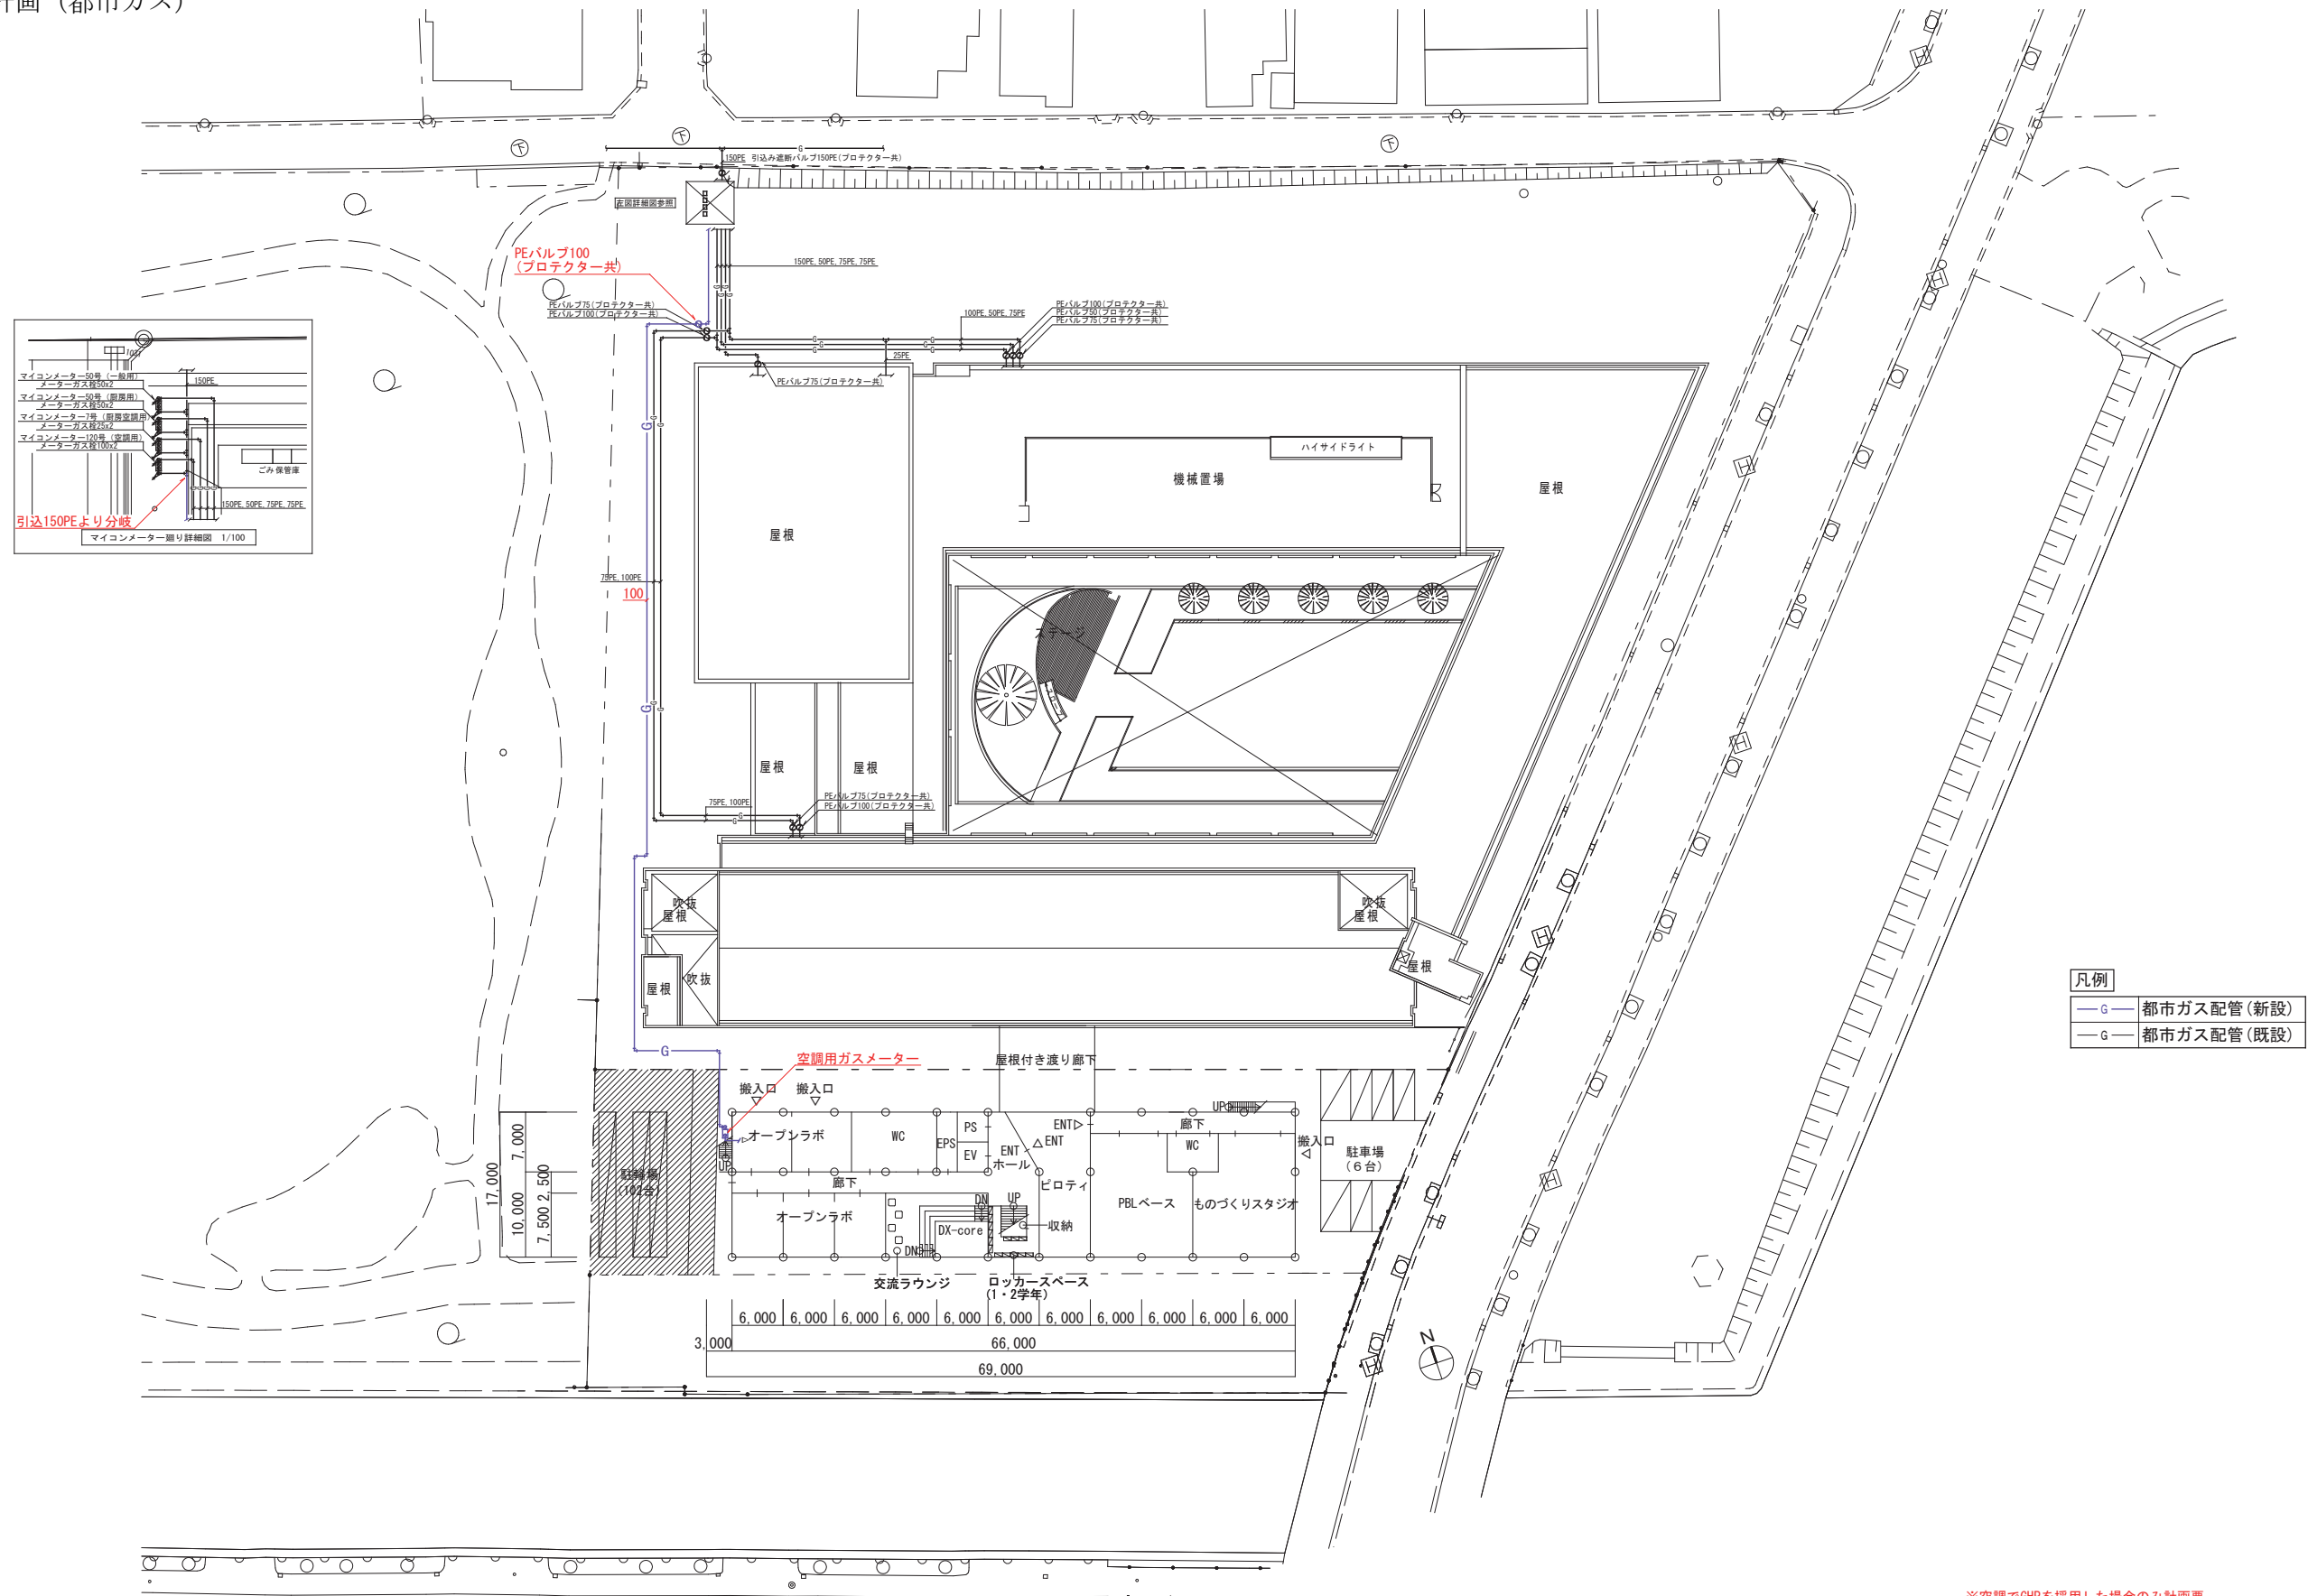 計画（都市ガス）
下
下
下
G
150PE 引込み遮断バルブ150PE(プロテクター共)
左図詳細図参照
PEバルブ100
(プロテクター共)
150PE, 50PE, 75PE, 75PE
PEバルブ75(プロテクター共)
PEバルブ100(プロテクター共)
100PE, 50PE, 75PE
PEバルブ100(プロテクター共)
PEバルブ50(プロテクター共)
PEバルブ75(プロテクター共)
25PE
PEバルブ75(プロテクター共)
マイコンメーター50号 (一般用)
メーターガス栓50x2
150PE
マイコンメーター50号 (厨房用)
メーターガス栓50x2
マイコンメーター7号 (厨房空調用)
メーターガス栓25x2
マイコンメーター120号 (空調用)
メーターガス栓100x2
ごみ保管庫
150PE, 50PE, 75PE, 75PE
引込150PEより分岐
マイコンメーター廻り詳細図 1/100
ハイサイドライト
機械置場
屋根
屋根
75PE, 100PE
100
G
G
ステージ
屋根
屋根
75PE, 100PE
PEバルブ75(プロテクター共)
PEバルブ100(プロテクター共)
吹抜
屋根
吹抜
屋根
吹抜
屋根
屋根
凡例
G 都市ガス配管(新設)
G 都市ガス配管(既設)
G
空調用ガスメーター
屋根付き渡り廊下
搬入口
搬入口
オープンラボ
WC
EPS
PS
EV
ENT
ホール
ENT
ENT
UP
廊下
WC
搬入口
駐車場
(6台)
駐輪場
(102台)
UP
廊下
ピロティ
オープンラボ
DX-core
DN
UP
収納
PBLベース
ものづくりスタジオ
DN
交流ラウンジ
ロッカースペース
(1・2学年)
17,000
7,000
10,000
2,500
7,500
6,000 6,000 6,000 6,000 6,000 6,000 6,000 6,000 6,000 6,000 6,000
3,000 66,000
69,000
N
※空調でGHPを採用した場合のみ計画要